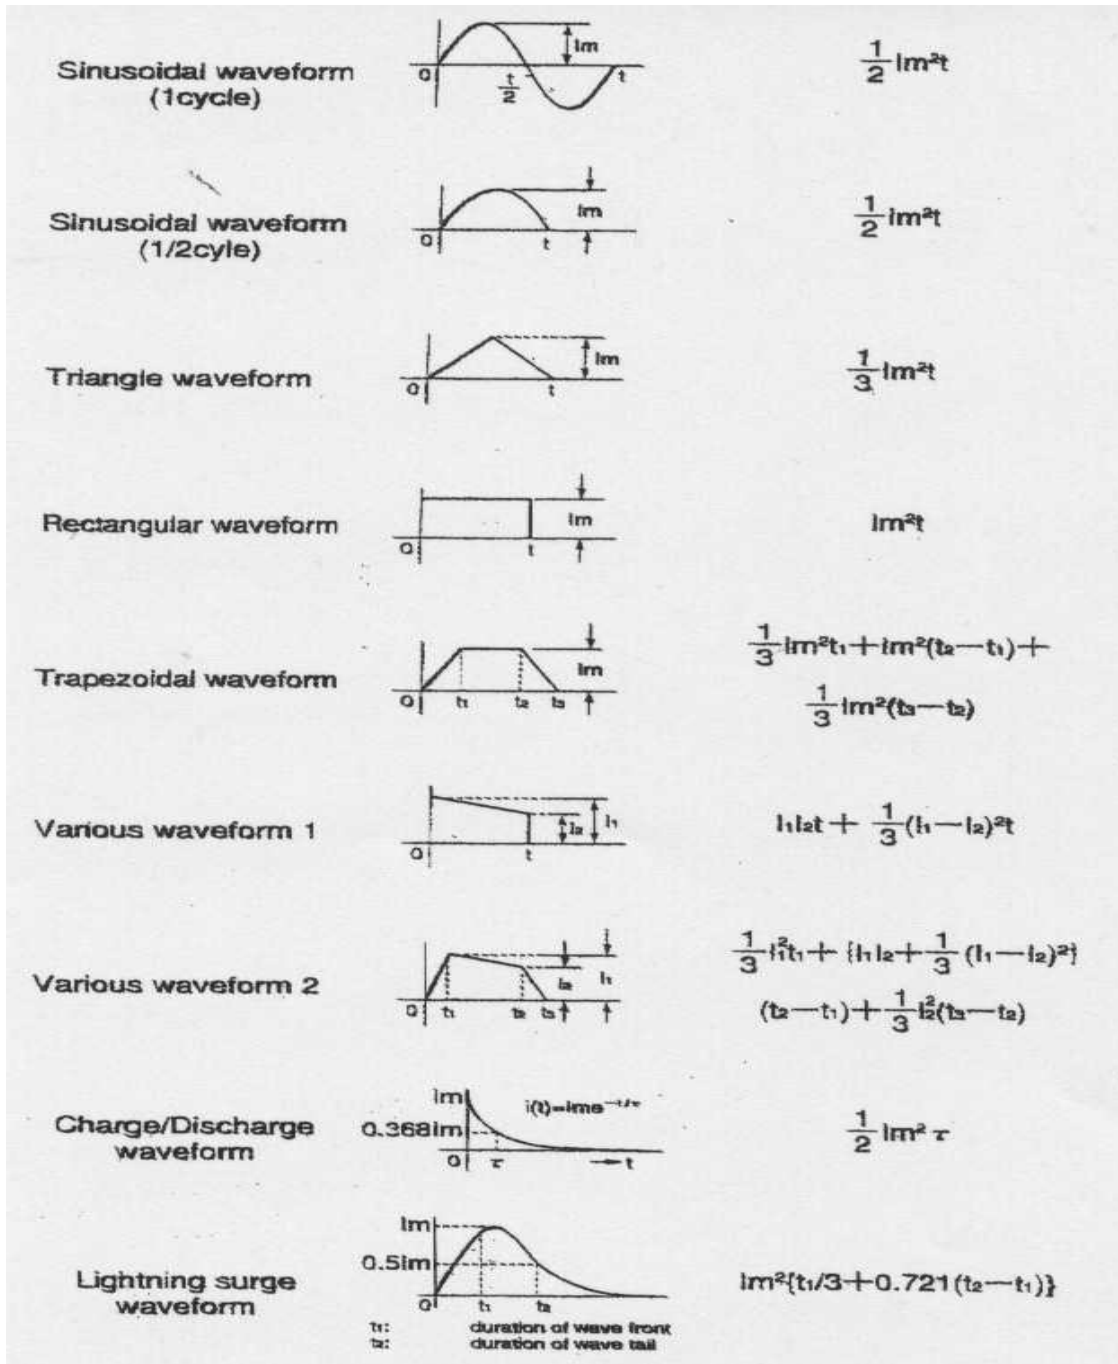 Sinusoidal waveform
(1cycle)
Im
0
t/2
t
1/2 Im²t
Sinusoidal waveform
(1/2cyle)
Im
0
t
1/2 Im²t
Triangle waveform
Im
0
t
1/3 Im²t
Rectangular waveform
Im
0
t
Im²t
Trapezoidal waveform
Im
0
t₁
t₂
t₃
1/3 Im²t₁+Im²(t₂−t₁)+
1/3 Im²(t₃−t₂)
Various waveform 1
I₂
I₁
0
t
I₁I₂t + 1/3 (I₁−I₂)²t
Various waveform 2
I₂
I₁
0
t₁
t₂
t₃
1/3 I₁²t₁ + {I₁I₂+ 1/3 (I₁−I₂)²}
(t₂−t₁)+ 1/3 I₂²(t₃−t₂)
Charge/Discharge
waveform
Im
0.368Im
i(t)=Ime⁻ᵗ/τ
0
τ
t
1/2 Im² τ
Lightning surge
waveform
Im
0.5Im
0
t₁
t₂
Im²{t₁/3+0.721(t₂−t₁)}
t₁: duration of wave front
t₂: duration of wave tail